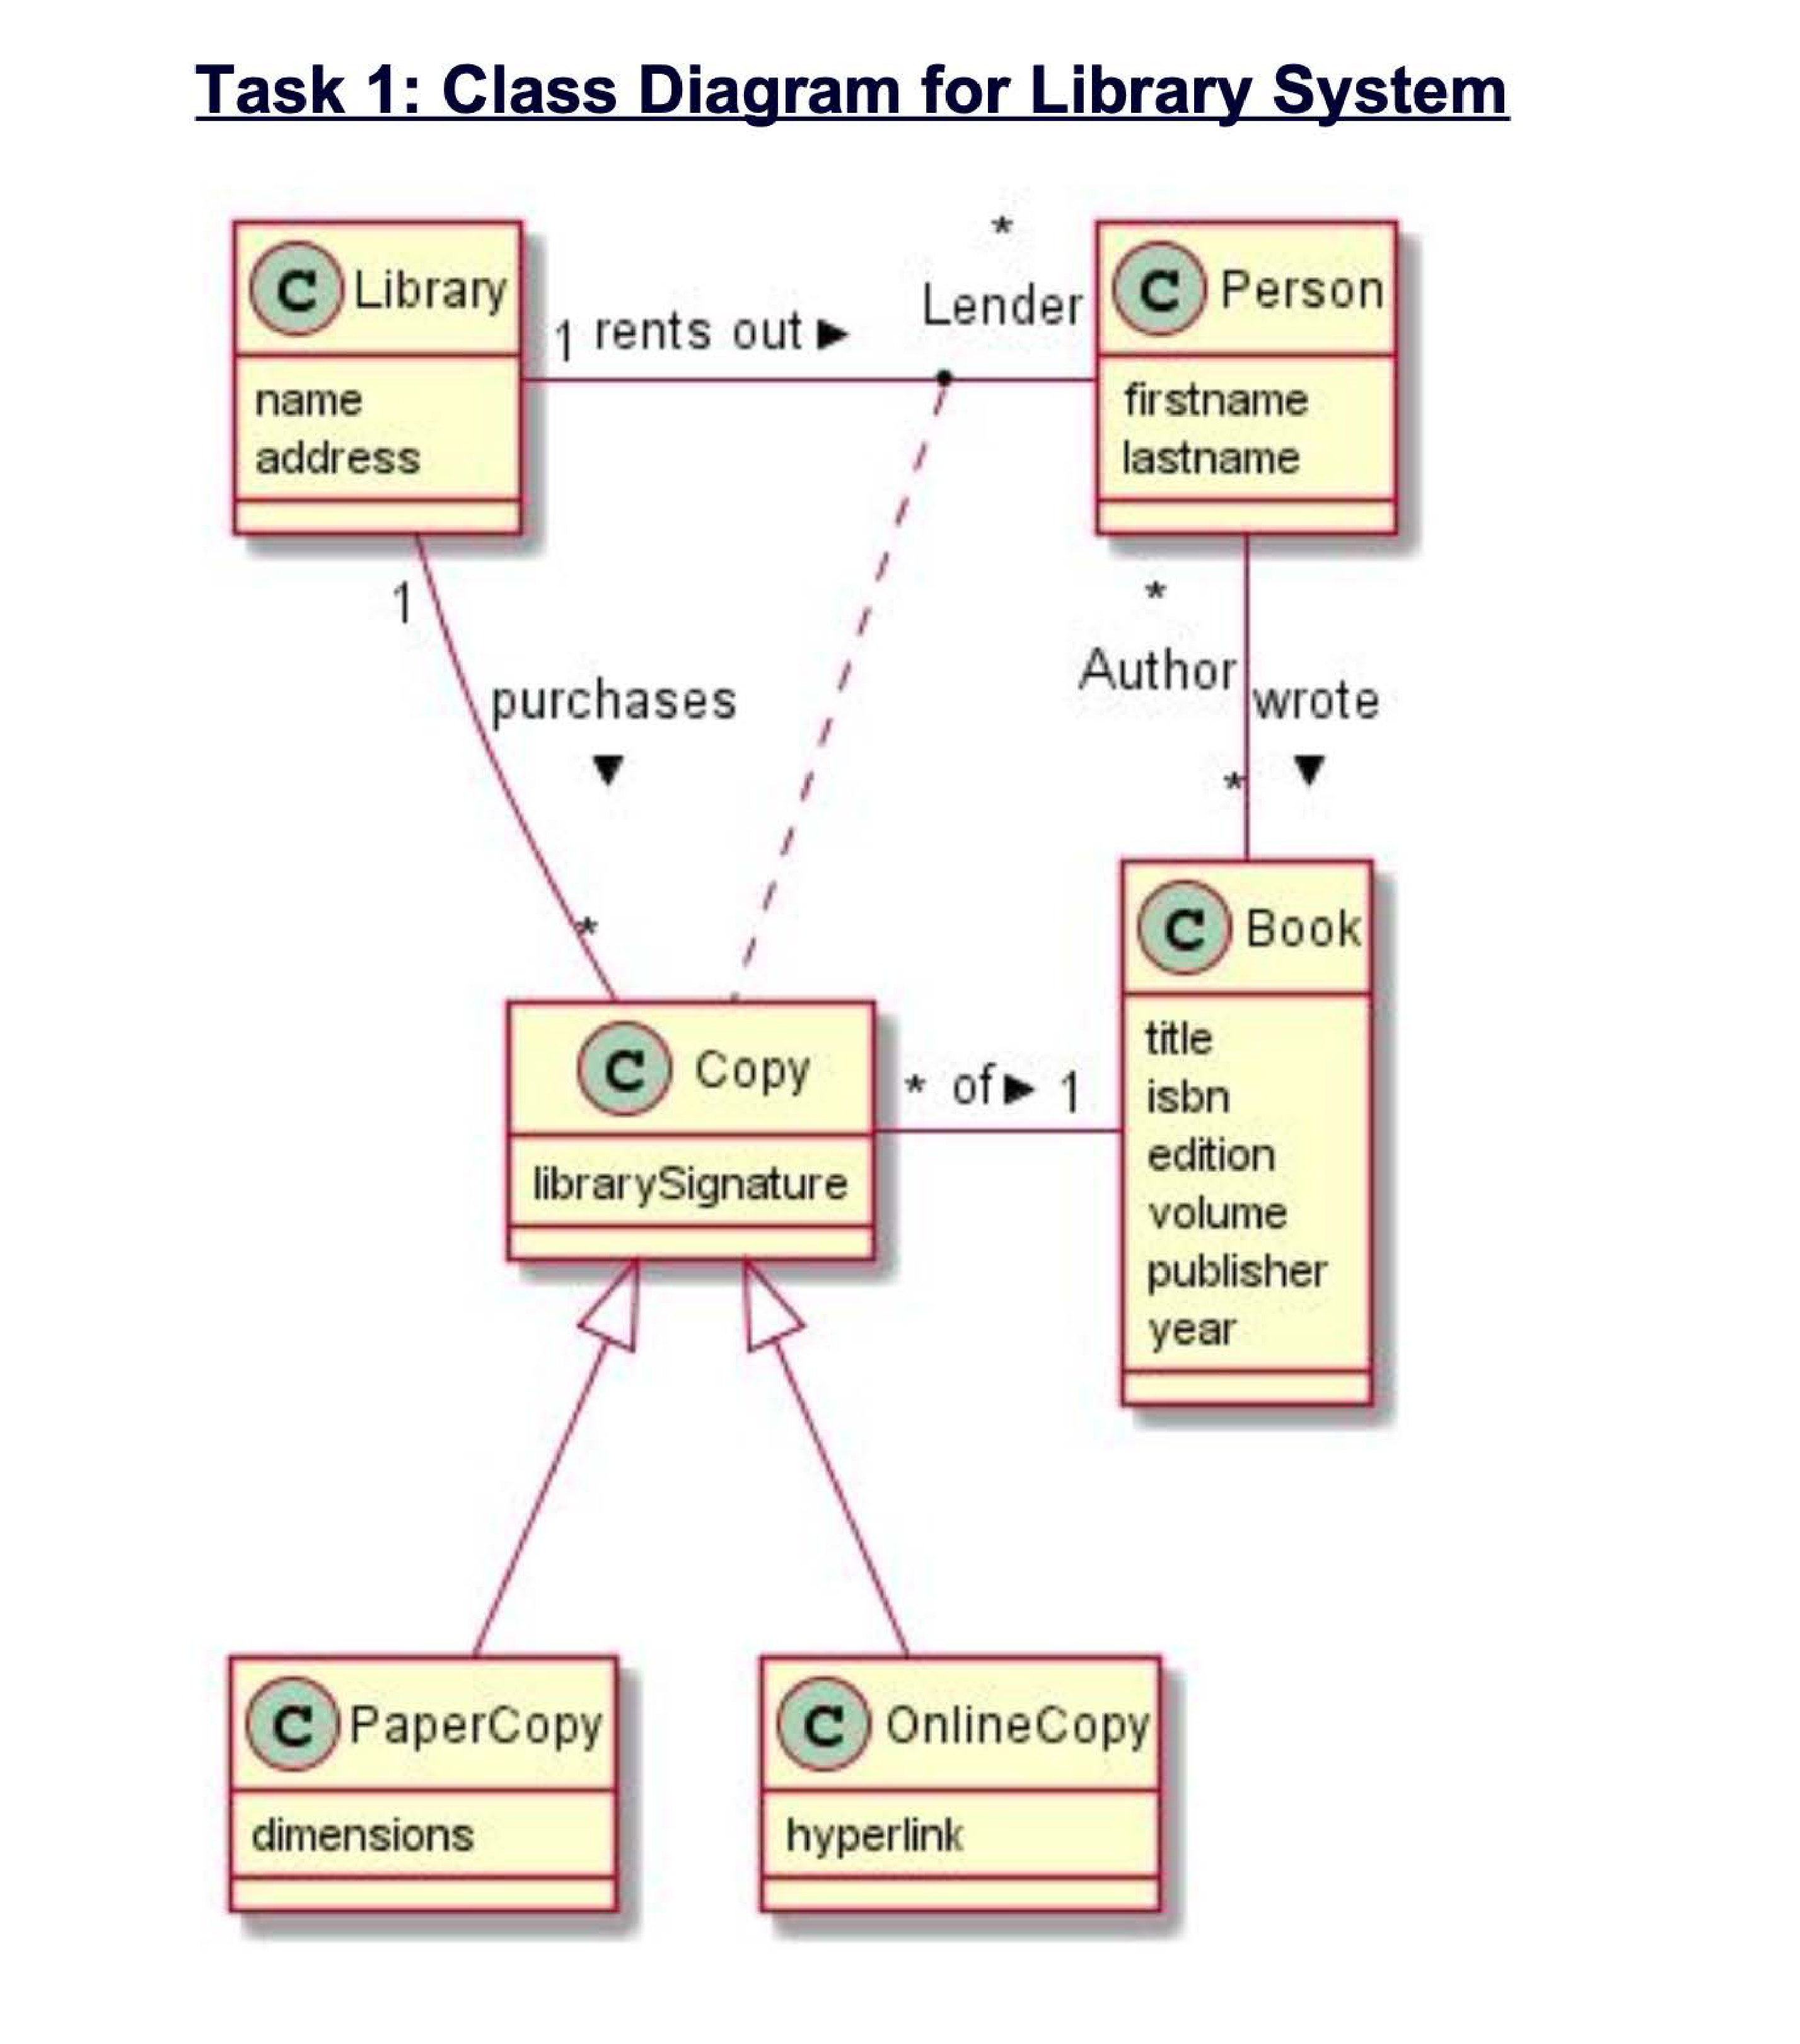 Task 1: Class Diagram for Library System
C Library
name
address
1 rents out ▶
*
Lender
C Person
firstname
lastname
1
purchases
▼
*
*
Author
wrote
▼
*
C Copy
librarySignature
* of ▶ 1
C Book
title
isbn
edition
volume
publisher
year
C PaperCopy
dimensions
C OnlineCopy
hyperlink